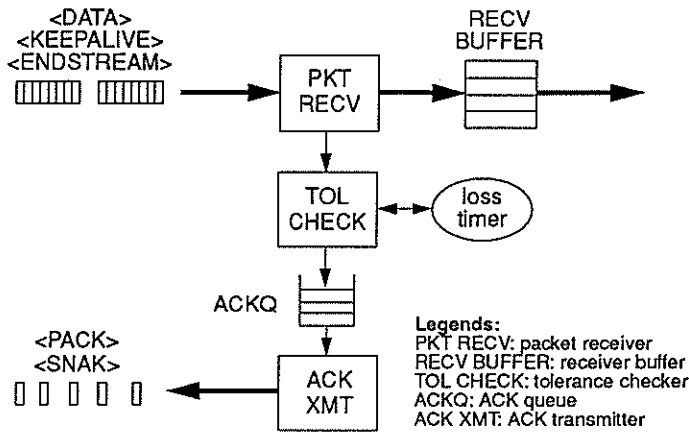 <DATA>
<KEEPALIVE>
<ENDSTREAM>
RECV
BUFFER
PKT
RECV
TOL
CHECK
loss
timer
ACKQ
<PACK>
<SNAK>
ACK
XMT
Legends:
PKT RECV: packet receiver
RECV BUFFER: receiver buffer
TOL CHECK: tolerance checker
ACKQ: ACK queue
ACK XMT: ACK transmitter